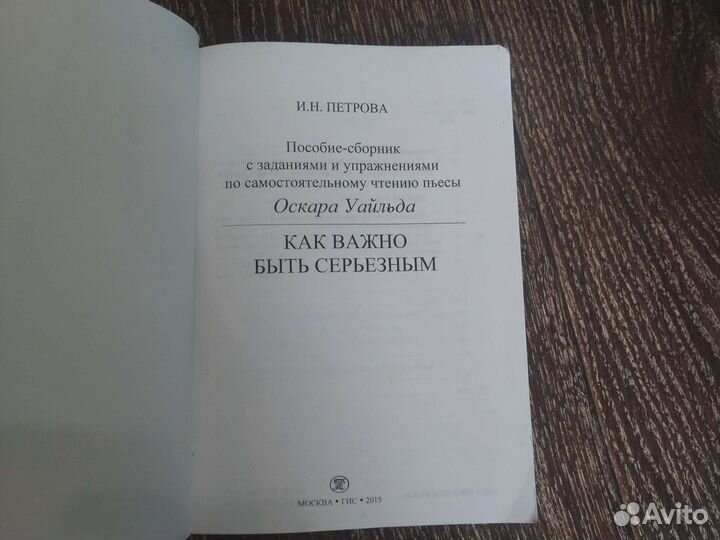 И.Н. ПЕТРОВА
Пособие-сборник
с заданиями и упражнениями
по самостоятельному чтению пьесы
Оскара Уайльда
КАК ВАЖНО
БЫТЬ СЕРЬЕЗНЫМ
МОСКВА • ГИС • 2015
Avito